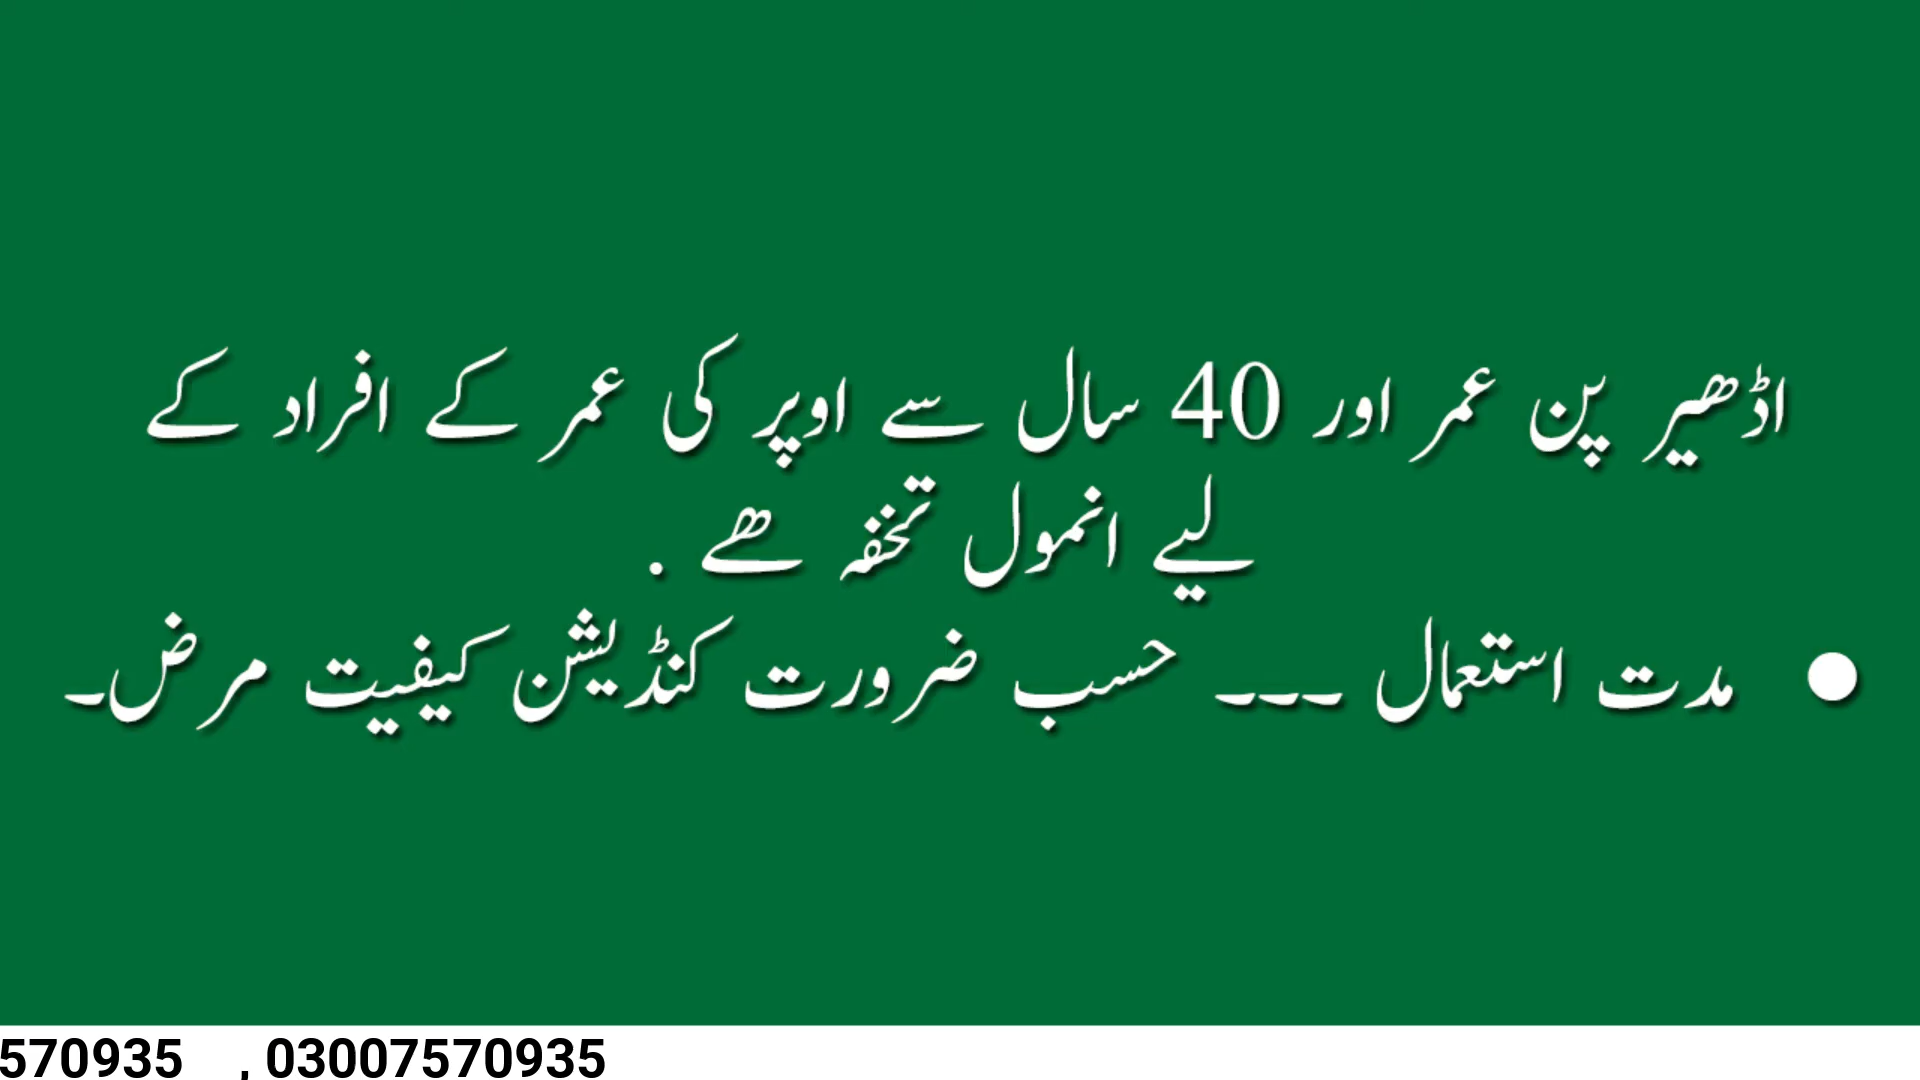 اڈھیر پن عمر اور 40 سال سے اوپر کی عمر کے افراد کے
لیے انمول تخفہ ھے .
● مدت استعمال ۔۔۔ حسب ضرورت کنڈیشن کیفیت مرض۔
570935 , 03007570935